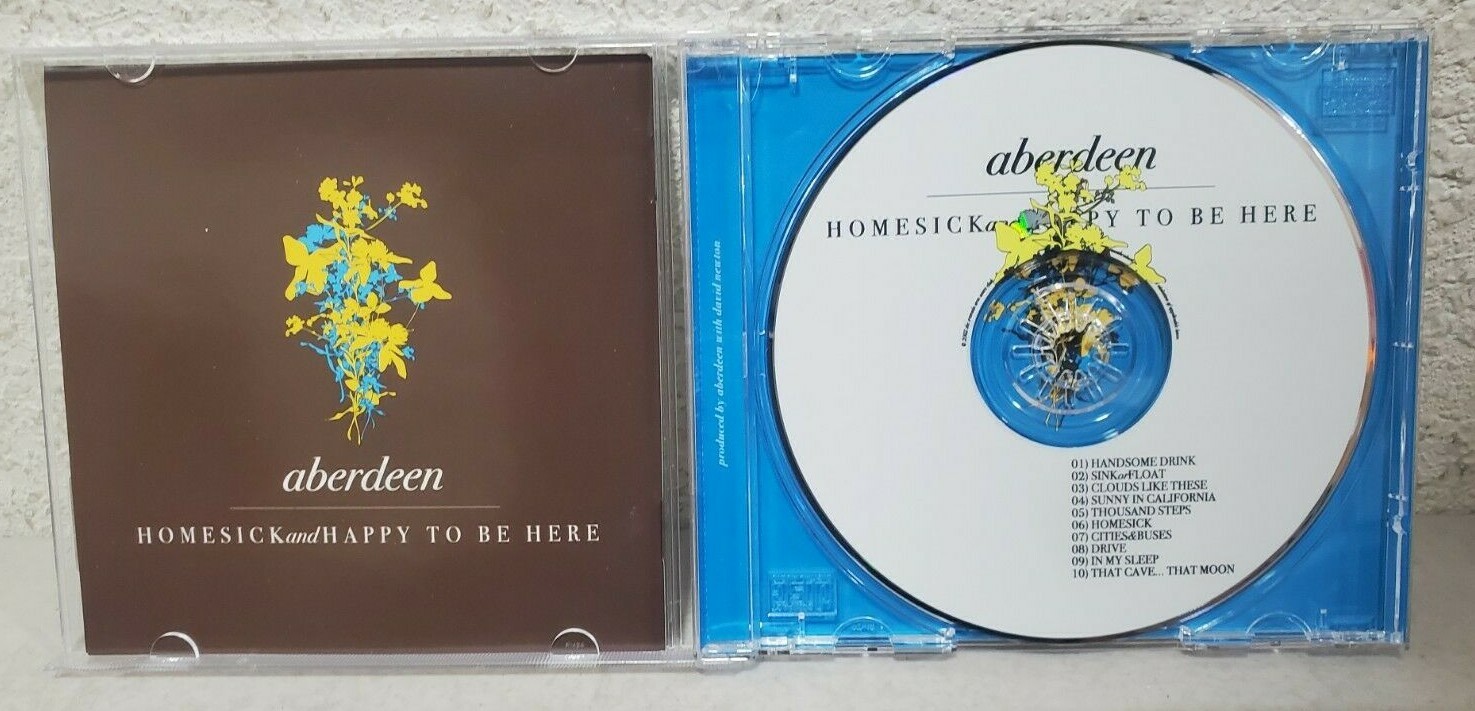 aberdeen
HOMESICKandHAPPY TO BE HERE
produced by aberdeen with david newton
aberdeen
HOMESICK PY TO BE HERE
01) HANDSOME DRINK
02) SINKorFLOAT
03) CLOUDS LIKE THESE
04) SUNNY IN CALIFORNIA
05) THOUSAND STEPS
06) HOMESICK
07) CITIES&BUSES
08) DRIVE
09) IN MY SLEEP
10) THAT CAVE... THAT MOON